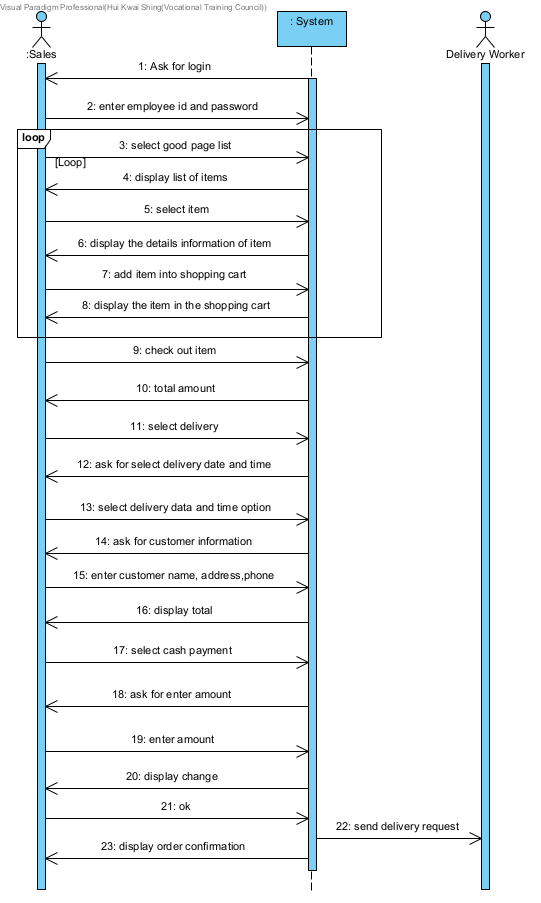 Visual Paradigm Professional(Hui Kwai Shing(Vocational Training Council))
: System
:Sales
Delivery Worker
1: Ask for login
2: enter employee id and password
loop
3: select good page list
[Loop]
4: display list of items
5: select item
6: display the details information of item
7: add item into shopping cart
8: display the item in the shopping cart
9: check out item
10: total amount
11: select delivery
12: ask for select delivery date and time
13: select delivery data and time option
14: ask for customer information
15: enter customer name, address,phone
16: display total
17: select cash payment
18: ask for enter amount
19: enter amount
20: display change
21: ok
22: send delivery request
23: display order confirmation